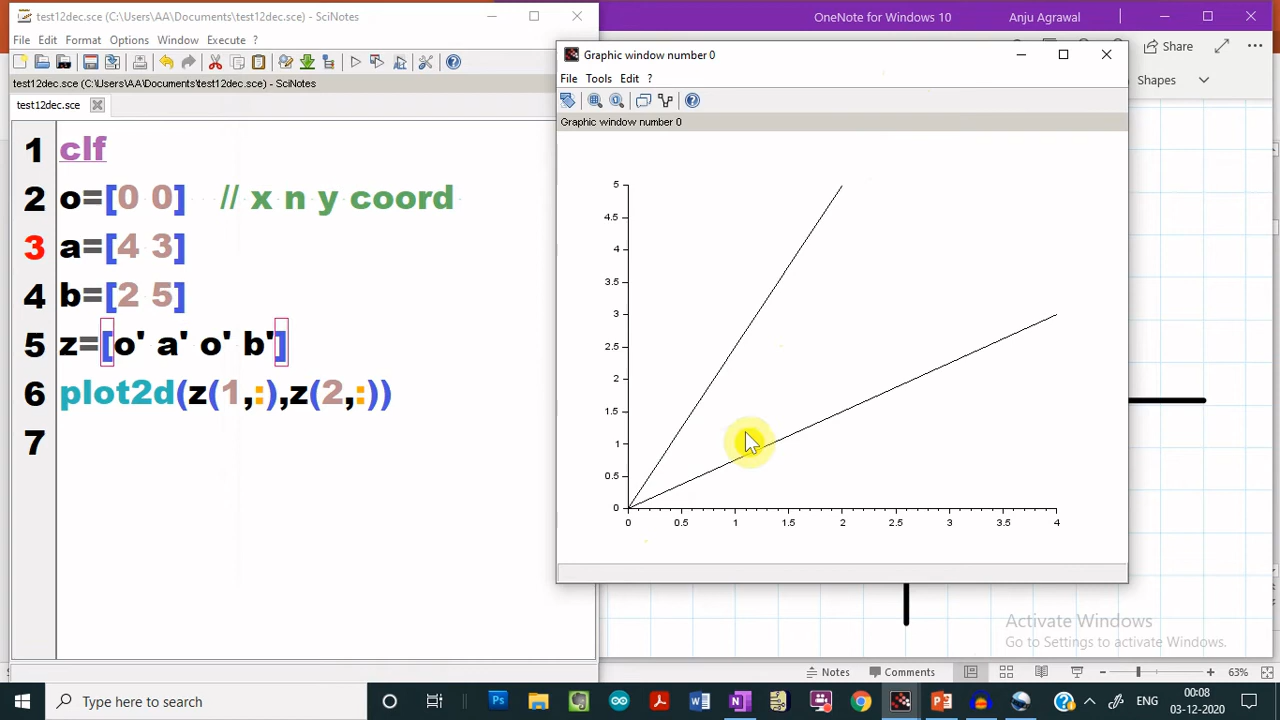 test12dec.sce (C:\Users\AA\Documents\test12dec.sce) - SciNotes
OneNote for Windows 10
Anju Agrawal
File Edit Format Options Window Execute ?
Share
Shapes
test12dec.sce (C:\Users\AA\Documents\test12dec.sce) - SciNotes
test12dec.sce
1 clf
2 o=[0 0] // x n y coord
3 a=[4 3]
4 b=[2 5]
5 z=[o' a' o' b']
6 plot2d(z(1,:),z(2,:))
7
Graphic window number 0
File Tools Edit ?
Graphic window number 0
5
4.5
4
3.5
3
2.5
2
1.5
1
0.5
0
0 0.5 1 1.5 2 2.5 3 3.5 4
Activate Windows
Go to Settings to activate Windows.
Notes Comments 63%
Type here to search
Ps
ENG
00:08
03-12-2020